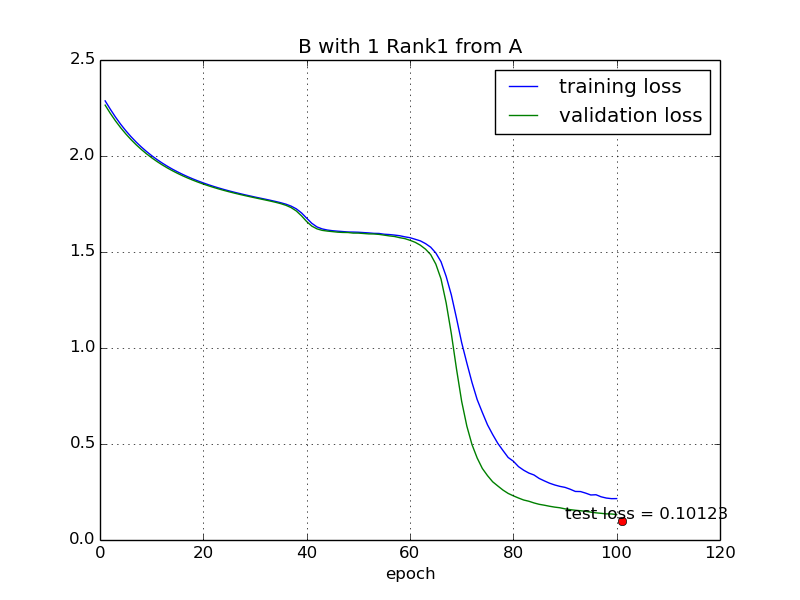 B with 1 Rank1 from A
2.5
2.0
1.5
1.0
0.5
0.0
training loss
validation loss
test loss = 0.10123
0 20 40 60 80 100 120
epoch